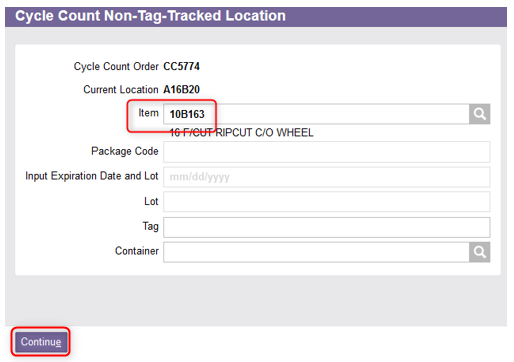 Cycle Count Non-Tag-Tracked Location
Cycle Count Order CC5774
Current Location A16B20
Item 10B163
16 F/CUT RIPCUT C/O WHEEL
Package Code
Input Expiration Date and Lot mm/dd/yyyy
Lot
Tag
Container
Continue